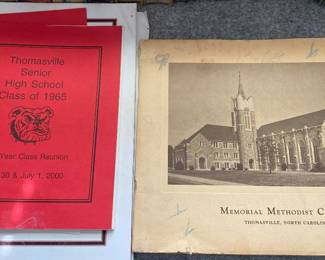 Thomasville
Senior
High School
Class of 1965
Year Class Reunion
30 & July 1, 2000
MEMORIAL METHODIST C
THOMASVILLE, NORTH CAROLIN